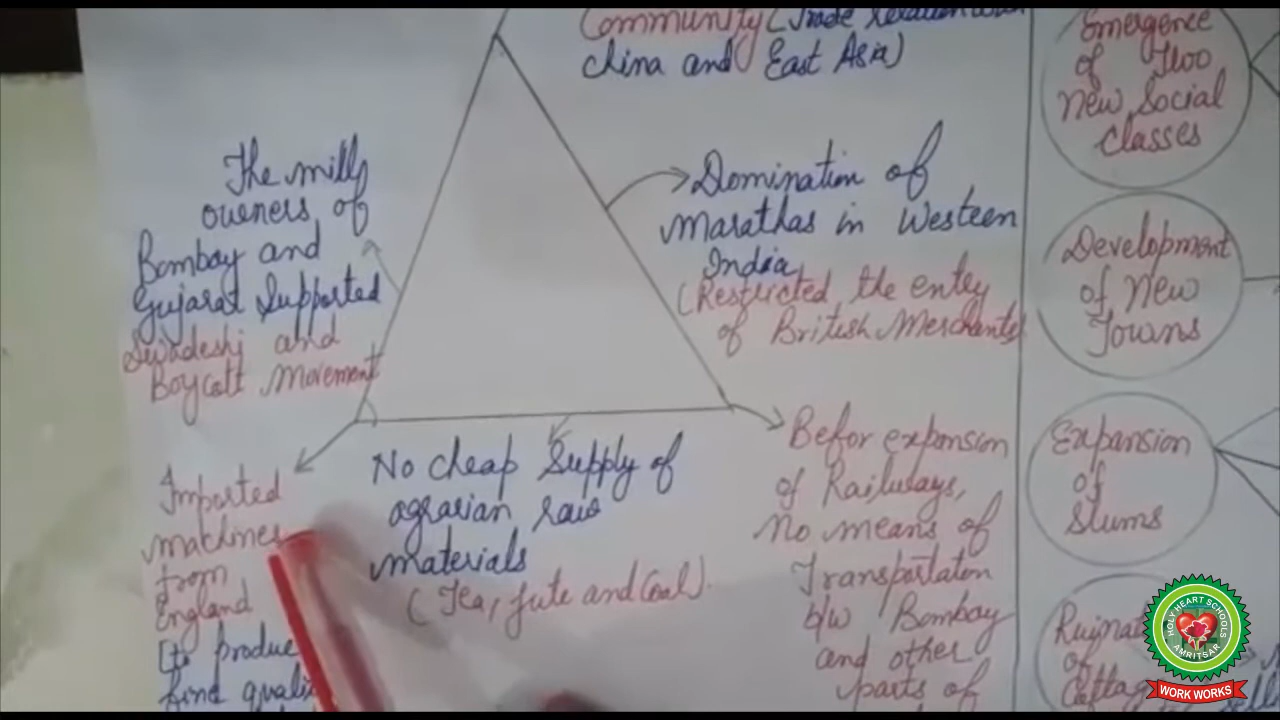 Community (Trade relation with
China and East Asia)
The mills
owners of
Bombay and
Gujarat Supported
Swadeshi and
Boycott Movement
Domination of
Marathas in Western
India
(Restricted the entry
of British Merchants)
Imported
machines
from
England
to produce
fine quali
No cheap Supply of
agrarian raw
materials
(Tea Jute and Coal).
Befor expansion
of Railways,
No means of
Transportaton
b/w Bombay
and other
parts of
Emergence
of Two
New Social
Classes
Development
of New
Towns
Expansion
of
Slums
of
HOLY HEART SCHOOLS
AMRITSAR
WORK WORKS